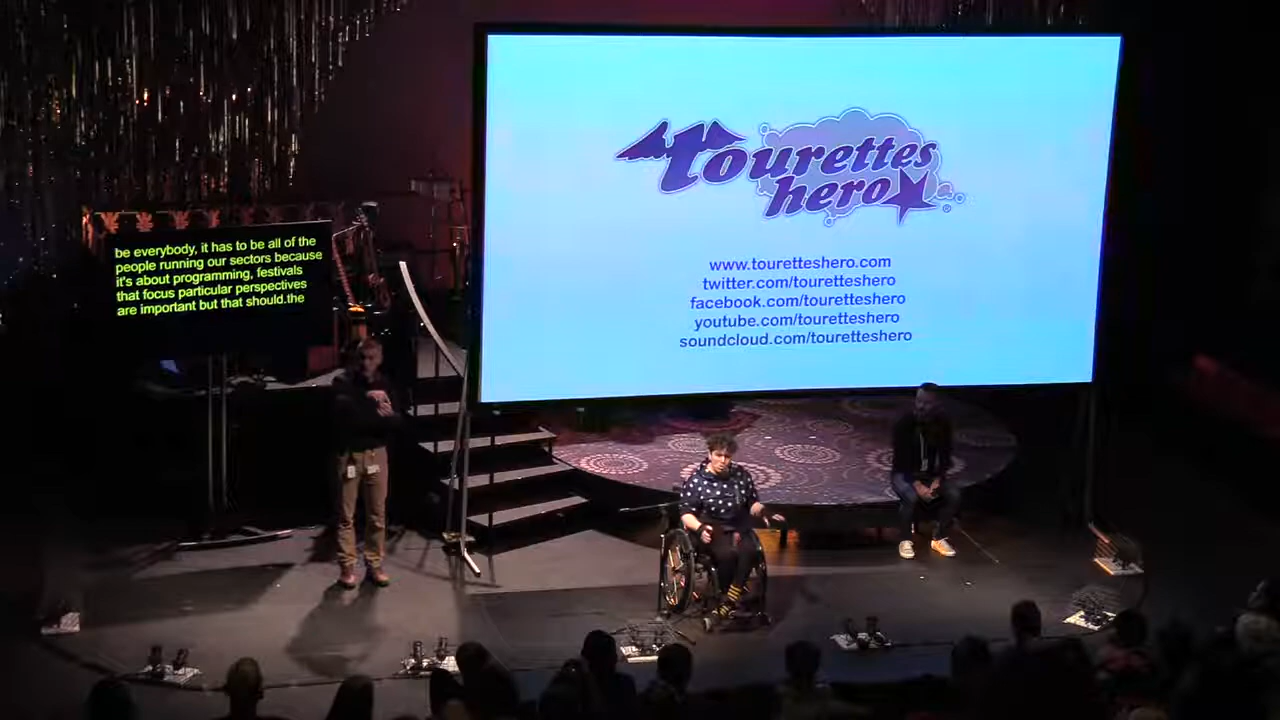 be everybody, it has to be all of the
people running our sectors because
it's about programming, festivals
that focus particular perspectives
are important but that should.the
tourettes
hero
®
www.touretteshero.com
twitter.com/touretteshero
facebook.com/touretteshero
youtube.com/touretteshero
soundcloud.com/touretteshero